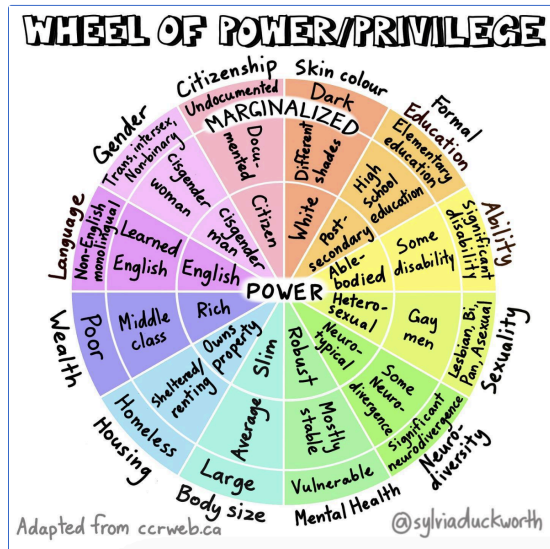 WHEEL OF POWER/PRIVILEGE
Citizenship
Undocumented
Docu-
mented
Citizen
Skin colour
Dark
Different
shades
White
Formal
Education
Elementary
education
High
School
education
Post-
secondary
Ability
Significant
disability
Some
disability
Able-
bodied
Sexuality
Lesbian, Bi,
Pan, Asexual
Gay
men
Hetero-
sexual
Neuro-
diversity
Significant
neurodivergence
Some
Neuro-
divergence
Neuro-
typical
Mental Health
Vulnerable
Mostly
stable
Robust
Body size
Large
Average
Slim
Housing
Homeless
Sheltered/
renting
Owns
property
Wealth
Poor
Middle
class
Rich
Language
Non-English
monolingual
Learned
English
English
Gender
Trans, intersex,
Non-binary
Cisgender
woman
Cisgender
man
MARGINALIZED
POWER
Adapted from ccrweb.ca
@sylviaduckworth